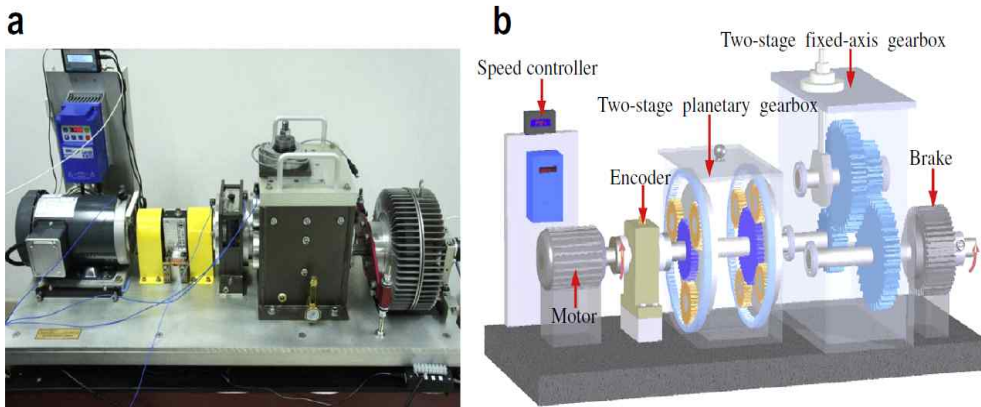 a
b
Two-stage fixed-axis gearbox
Speed controller
Two-stage planetary gearbox
Encoder
Brake
Motor